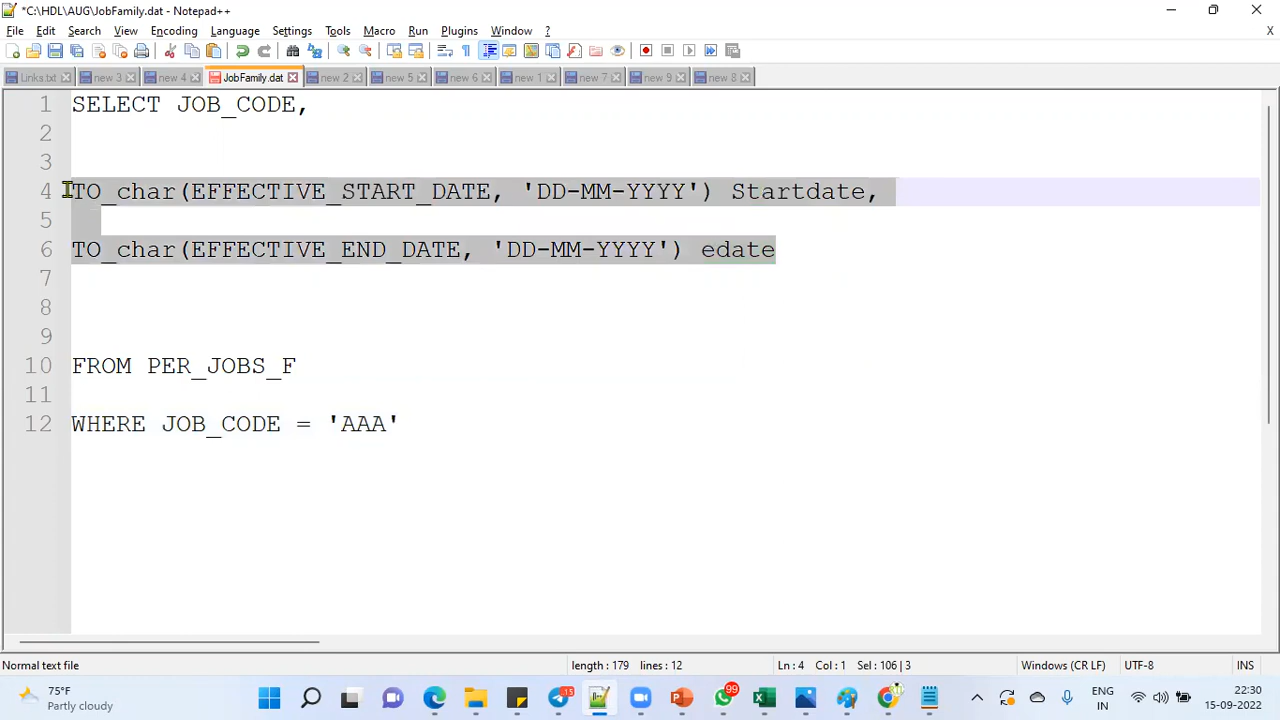 *C:\HDL\AUG\JobFamily.dat - Notepad++
File Edit Search View Encoding Language Settings Tools Macro Run Plugins Window ? X
Links.txt new 3 new 4 JobFamily.dat new 2 new 5 new 6 new 1 new 7 new 9 new 8
1 SELECT JOB_CODE,
2
3
4 TO_char(EFFECTIVE_START_DATE, 'DD-MM-YYYY') Startdate,
5
6 TO_char(EFFECTIVE_END_DATE, 'DD-MM-YYYY') edate
7
8
9
10 FROM PER_JOBS_F
11
12 WHERE JOB_CODE = 'AAA'
Normal text file length : 179 lines : 12 Ln : 4 Col : 1 Sel : 106 | 3 Windows (CR LF) UTF-8 INS
75°F
Partly cloudy
15
99
ENG
IN
22:30
15-09-2022